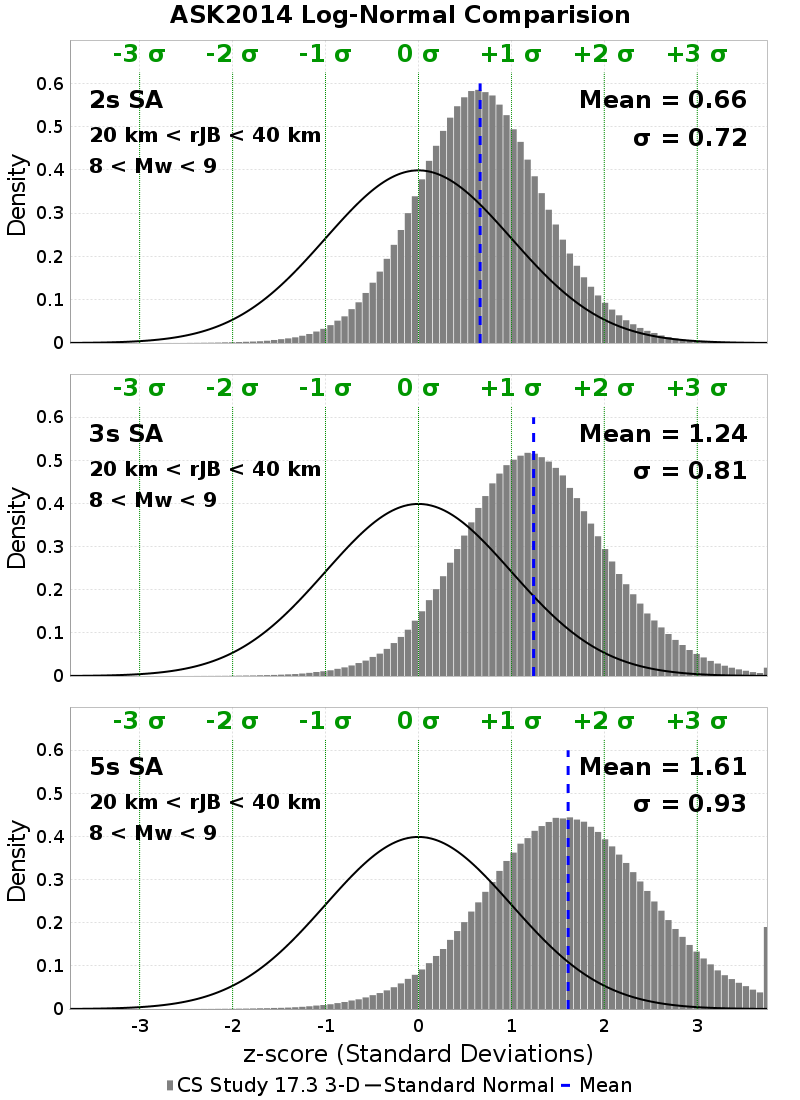 ASK2014 Log-Normal Comparision
-3 σ -2 σ -1 σ 0 σ +1 σ +2 σ +3 σ
2s SA
Mean = 0.66
20 km < rJB < 40 km
σ = 0.72
8 < Mw < 9
Density
0.6
0.5
0.4
0.3
0.2
0.1
0
-3 σ -2 σ -1 σ 0 σ +1 σ +2 σ +3 σ
3s SA
Mean = 1.24
20 km < rJB < 40 km
σ = 0.81
8 < Mw < 9
Density
0.6
0.5
0.4
0.3
0.2
0.1
0
-3 σ -2 σ -1 σ 0 σ +1 σ +2 σ +3 σ
5s SA
Mean = 1.61
20 km < rJB < 40 km
σ = 0.93
8 < Mw < 9
Density
0.6
0.5
0.4
0.3
0.2
0.1
0
-3 -2 -1 0 1 2 3
z-score (Standard Deviations)
CS Study 17.3 3-D Standard Normal Mean